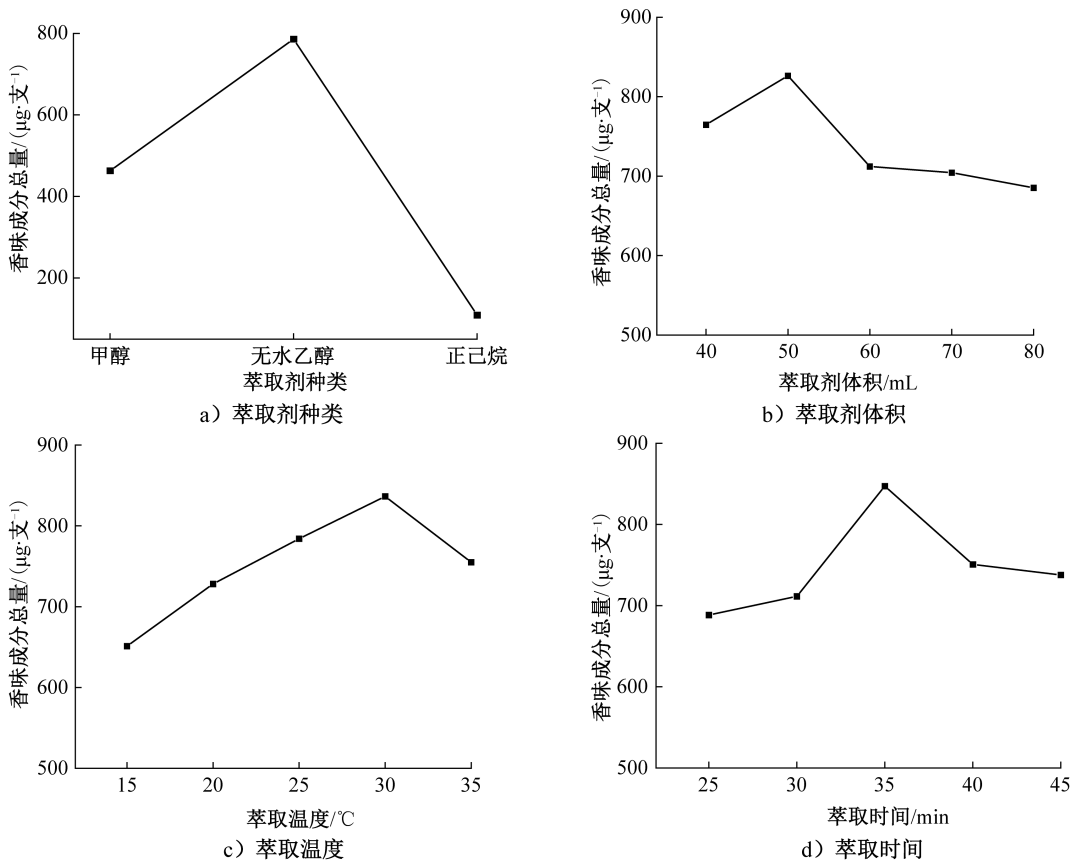 香味成分总量/(μg·支⁻¹)
800
600
400
200
甲醇 无水乙醇 正己烷
萃取剂种类
a）萃取剂种类
香味成分总量/(μg·支⁻¹)
900
800
700
600
500
40 50 60 70 80
萃取剂体积/mL
b）萃取剂体积
香味成分总量/(μg·支⁻¹)
900
800
700
600
500
15 20 25 30 35
萃取温度/℃
c）萃取温度
香味成分总量/(μg·支⁻¹)
900
800
700
600
500
25 30 35 40 45
萃取时间/min
d）萃取时间